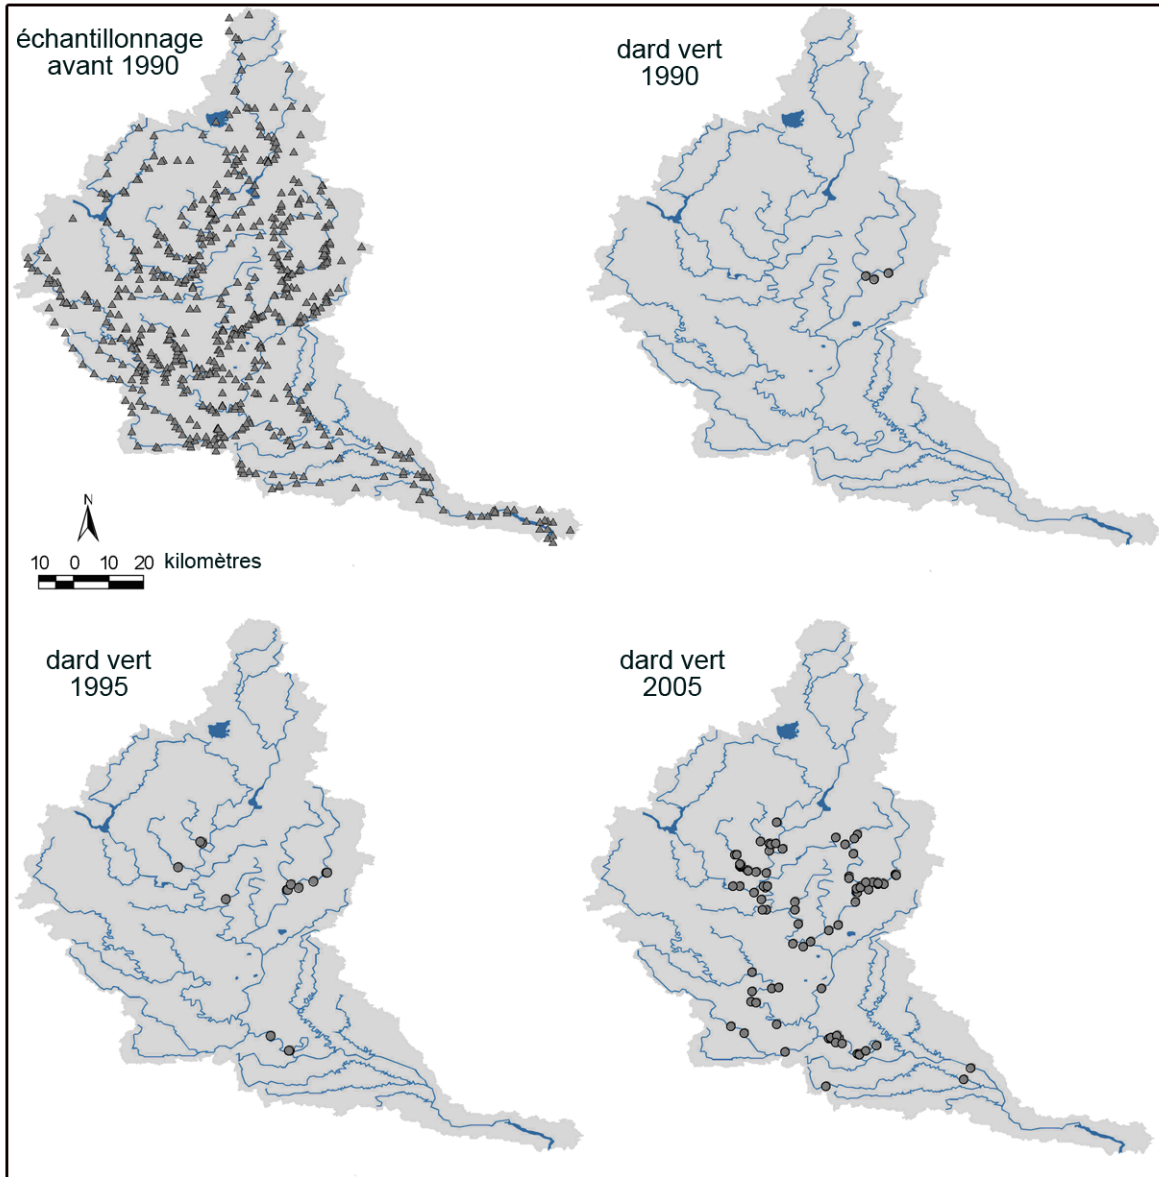 échantillonnage
avant 1990
dard vert
1990
N
10 0 10 20 kilomètres
dard vert
1995
dard vert
2005